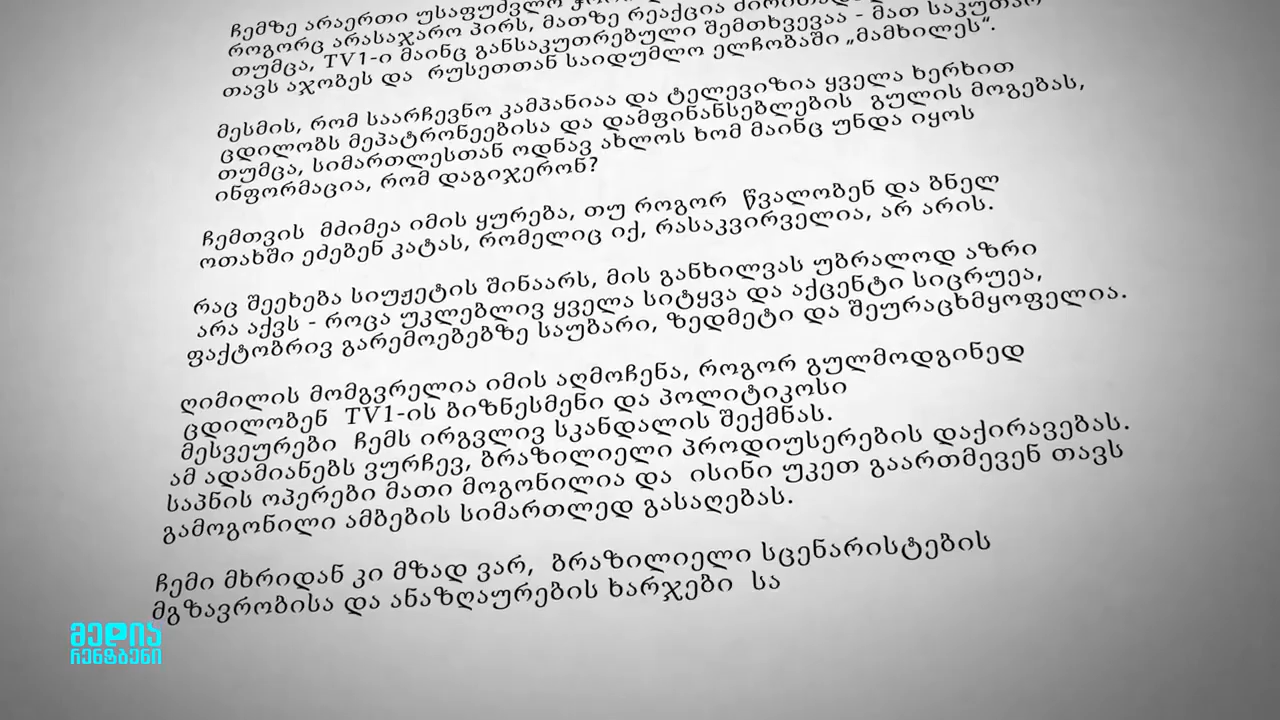 ჩემზე არაერთი უსაფუძვლო
როგორც არასაჯარო პირს, მათზე რეაქცია
თუმცა, TV1-ი მაინც განსაკუთრებული შემთხვევაა - მათ საკუთარ
თავს აჯობეს და რუსეთთან საიდუმლო ელჩობაში „მამხილეს“.
მესმის, რომ საარჩევნო კამპანიაა და ტელევიზია ყველა ხერხით
ცდილობს მეპატრონეებისა და დამფინანსებლების გულის მოგებას,
თუმცა, სიმართლესთან ოდნავ ახლოს ხომ მაინც უნდა იყოს
ინფორმაცია, რომ დაგიჯერონ?
ჩემთვის მძიმეა იმის ყურება, თუ როგორ წვალობენ და ბნელ
ოთახში ეძებენ კატას, რომელიც იქ, რასაკვირველია, არ არის.
რაც შეეხება სიუჟეტის შინაარს, მის განხილვას უბრალოდ აზრი
არა აქვს - როცა უკლებლივ ყველა სიტყვა და აქცენტი სიცრუეა,
ფაქტობრივ გარემოებებზე საუბარი, ზედმეტი და შეურაცხმყოფელია.
ღიმილის მომგვრელია იმის აღმოჩენა, როგორ გულმოდგინედ
ცდილობენ TV1-ის ბიზნესმენი და პოლიტიკოსი
მესვეურები ჩემს ირგვლივ სკანდალის შექმნას.
ამ ადამიანებს ვურჩევ, ბრაზილიელი პროდიუსერების დაქირავებას.
საპნის ოპერები მათი მოგონილია და ისინი უკეთ გაართმევენ თავს
გამოგონილი ამბების სიმართლედ გასაღებას.
ჩემი მხრიდან კი მზად ვარ, ბრაზილიელი სცენარისტების
მგზავრობისა და ანაზღაურების ხარჯები სა
მედია
რენტგენი